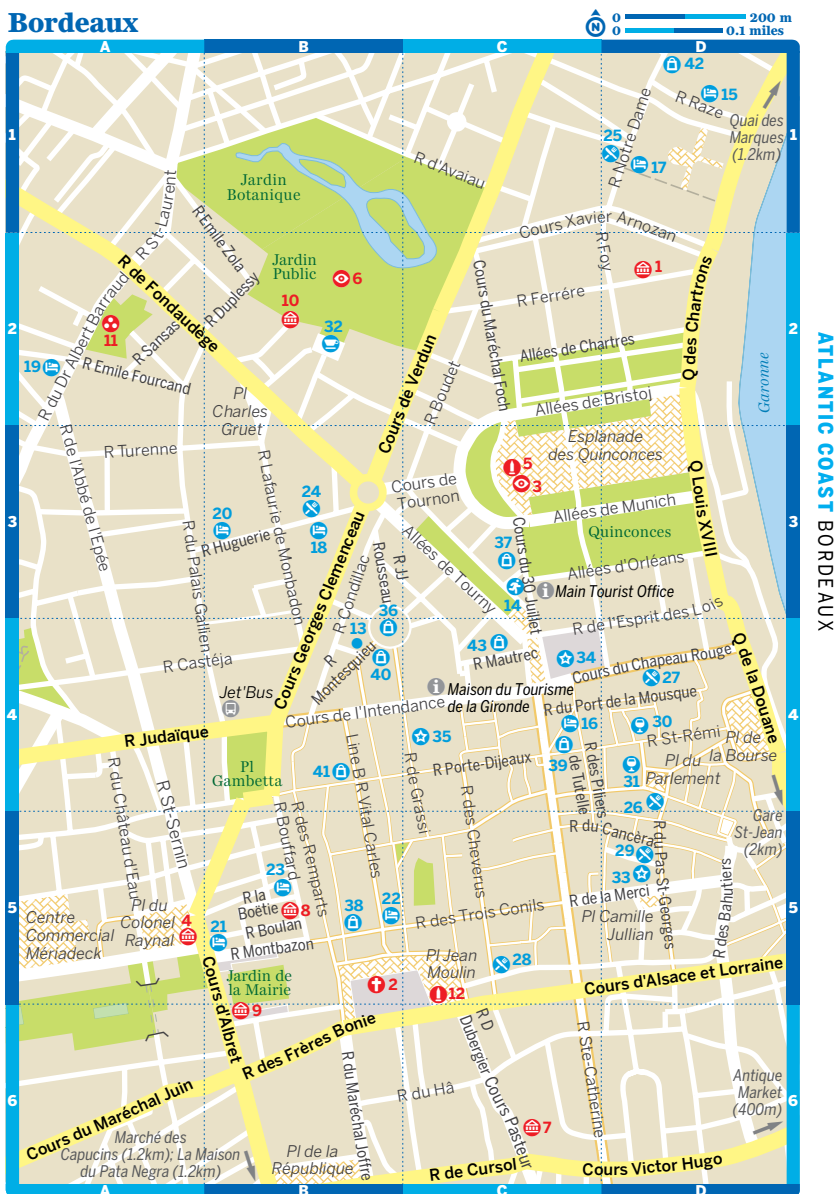 Bordeaux
N
0 200 m
0 0.1 miles
A B C D
1
42
15
R Raze
Quai des
Marques
(1.2km)
25
R Notre Dame
17
R d'Avaiau
Jardin
Botanique
R St-Laurent
R Emile Zola
Cours Xavier Arnozan
R Foy
1
Jardin
Public
6
R de Fondaudège
R Duplessy
10
32
Cours du Maréchal Foch
R Ferrére
Q des Chartrons
2
R du Dr Albert Barraud
11
R Sansas
19
R Emile Fourcand
Cours de Verdun
R Boudet
Allées de Chartres
Allées de Bristoj
Garonne
Pl
Charles
Gruet
R Turenne
R de l'Abbé de l'Epée
R Lafaurie de Monbadon
Esplanade
des Quinconces
5
3
Cours de
Tournon
Allées de Munich
Q Louis XVIII
3
20
24
18
R Huguerie
R du Palais Gallien
Cours Georges Clemenceau
R Condillac
R JJ
Rousseau
Allées de Tourny
37
14
Cours du 30 Juillet
Quinconces
Allées d'Orléans
Main Tourist Office
R de l'Esprit des Lois
36
13
R
Montesquieu
40
43
R Mautrec
34
Cours du Chapeau Rouge
27
Q de la Douane
R Castéja
Jet'Bus
Maison du Tourisme
de la Gironde
R du Port de la Mousque
4
Cours de l'Intendance
R Judaïque
35
16
30
R St-Rémi
Pl de
la Bourse
39
31
Pl du
Parlement
Pl
Gambetta
41
Line B
R Vital Carles
R de Grasst
R Porte-Dijeaux
R des Piliers
de Tutelle
26
R du Château d'Eau
R St-Sernin
R Bouffard
R des Remparts
R des Cheverus
R du Cancéra
29
33
R du Pas St-Georges
Gare
St-Jean
(2km)
23
R la
Boëtie
8
R Boulan
38
22
R des Trois Conils
R de la Merci
Pl Camille
Jullian
R des Bahutiers
5
Centre
Commercial
Mériadeck
Pl du
Colonel
Raynal
4
21
R Montbazon
Pl Jean
Moulin
28
Jardin de
la Mairie
2
12
Cours d'Alsace et Lorraine
Cours d'Albret
9
R des Frères Bonie
R D
Dubergier
Cours Pasteur
R Ste-Catherine
R du Maréchal Joffre
R du Hâ
7
6
Cours du Maréchal Juin
Antique
Market
(400m)
Marché des
Capucins (1.2km); La Maison
du Pata Negra (1.2km)
Pl de la
République
R de Cursol
Cours Victor Hugo
A B C D
1
2
3
4
5
6
ATLANTIC COAST BORDEAUX